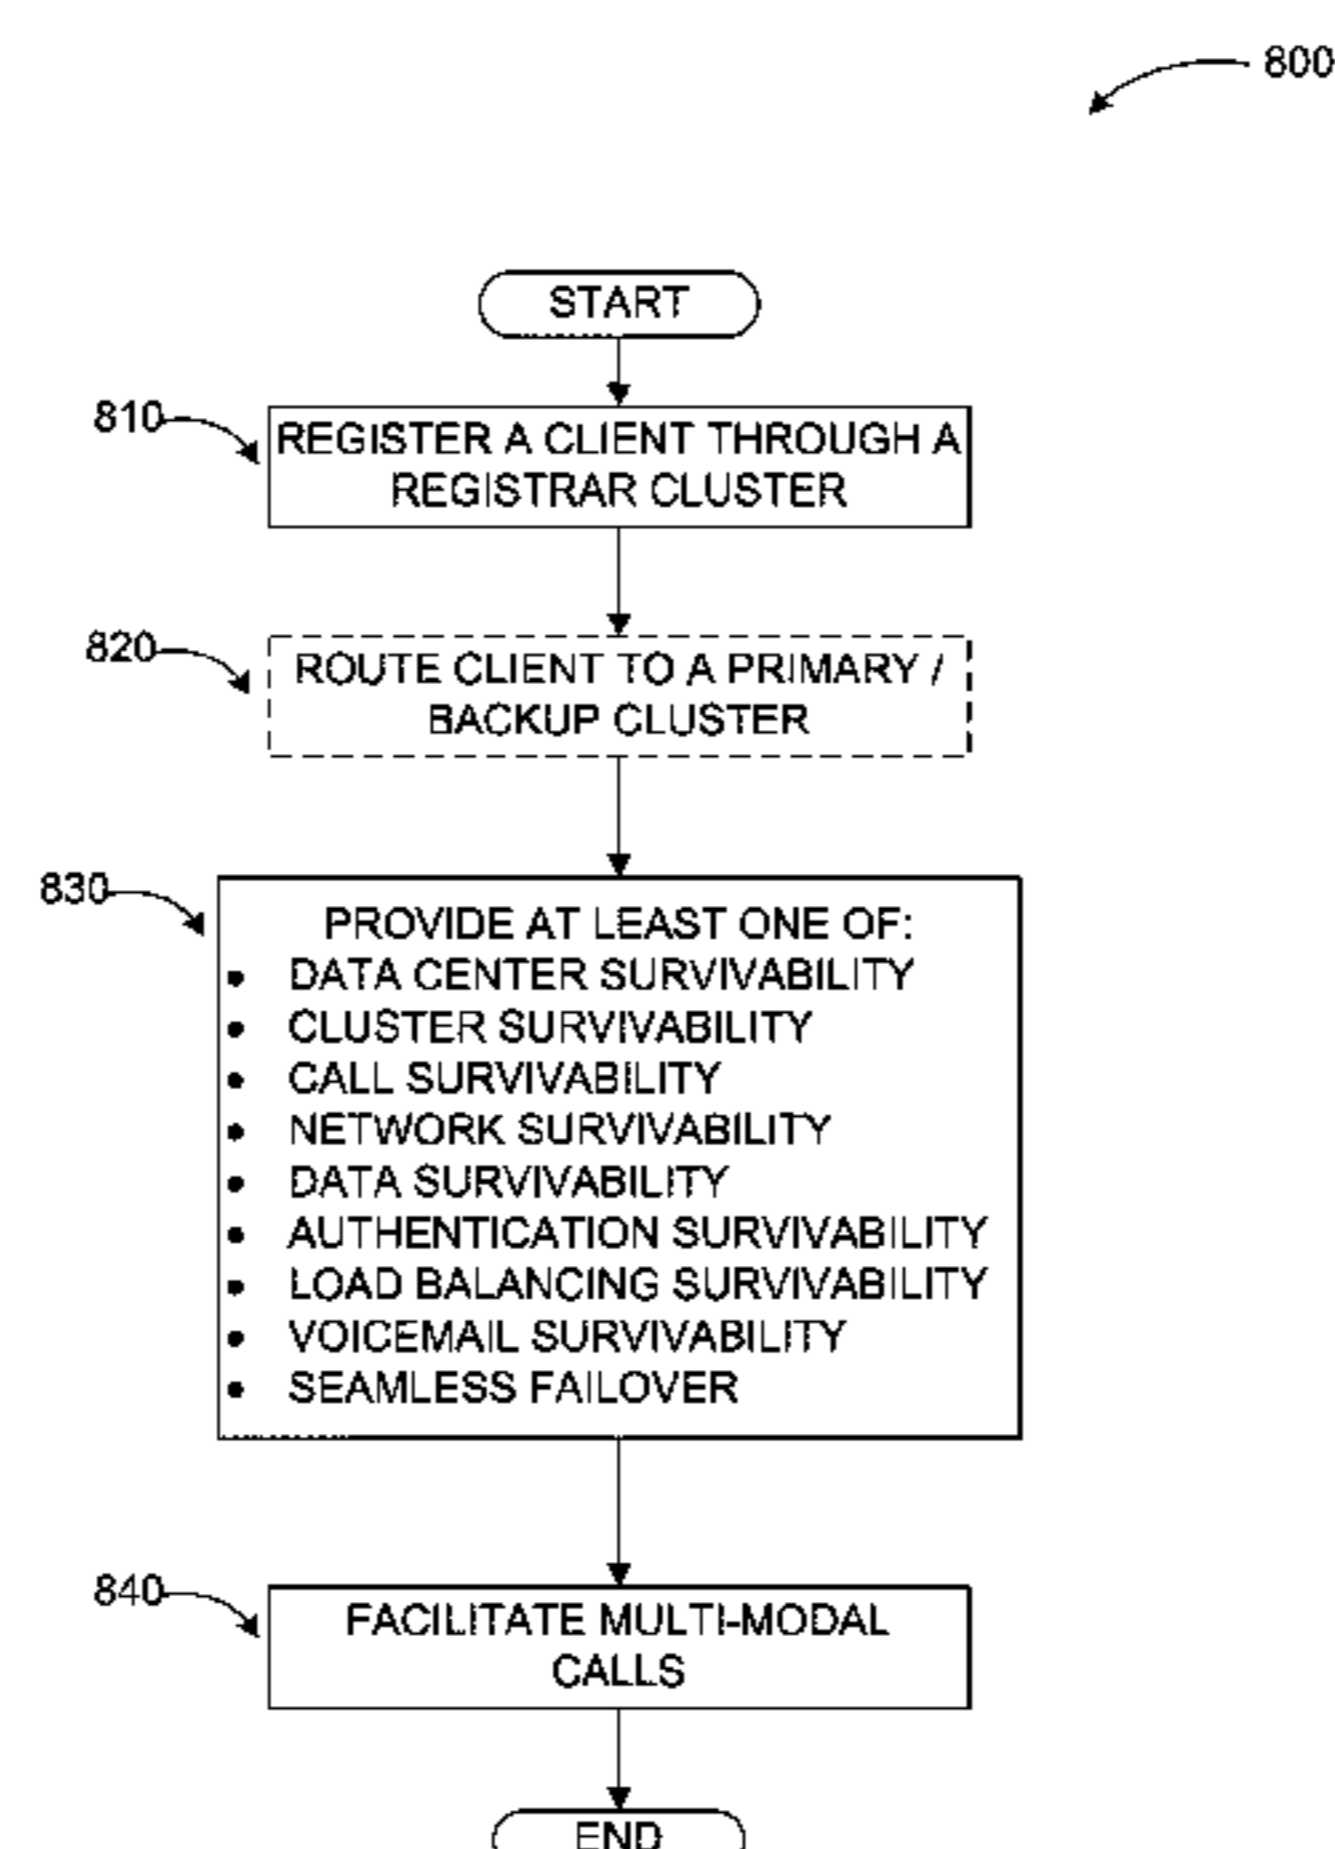 800
START
810
REGISTER A CLIENT THROUGH A
REGISTRAR CLUSTER
820
ROUTE CLIENT TO A PRIMARY /
BACKUP CLUSTER
830
PROVIDE AT LEAST ONE OF:
• DATA CENTER SURVIVABILITY
• CLUSTER SURVIVABILITY
• CALL SURVIVABILITY
• NETWORK SURVIVABILITY
• DATA SURVIVABILITY
• AUTHENTICATION SURVIVABILITY
• LOAD BALANCING SURVIVABILITY
• VOICEMAIL SURVIVABILITY
• SEAMLESS FAILOVER
840
FACILITATE MULTI-MODAL
CALLS
END